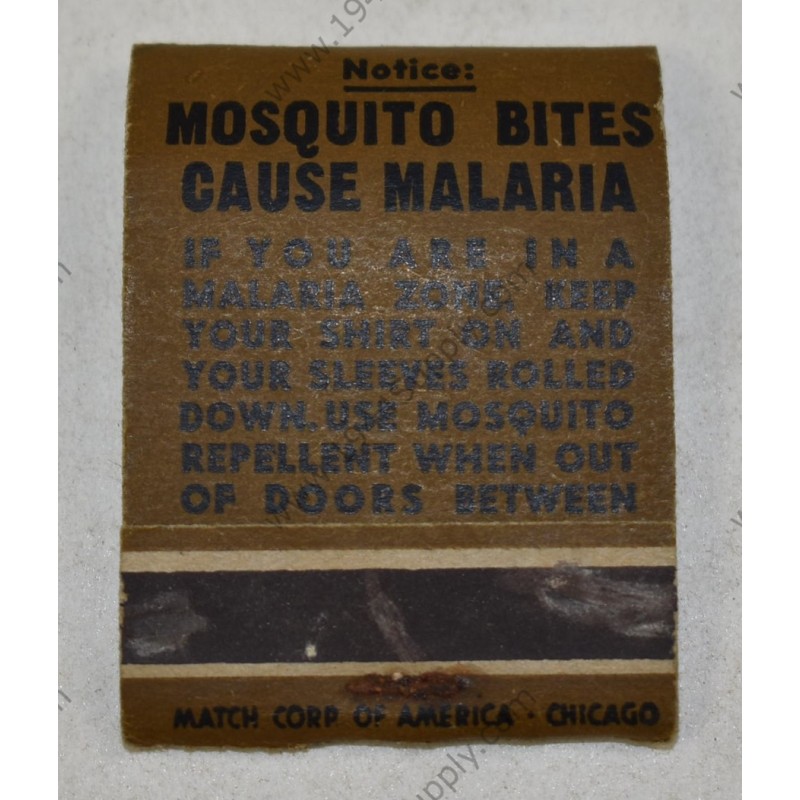 Notice:
MOSQUITO BITES
CAUSE MALARIA
IF YOU ARE IN A
MALARIA ZONE, KEEP
YOUR SHIRT ON AND
YOUR SLEEVES ROLLED
DOWN. USE MOSQUITO
REPELLENT WHEN OUT
OF DOORS BETWEEN
MATCH CORP OF AMERICA · CHICAGO